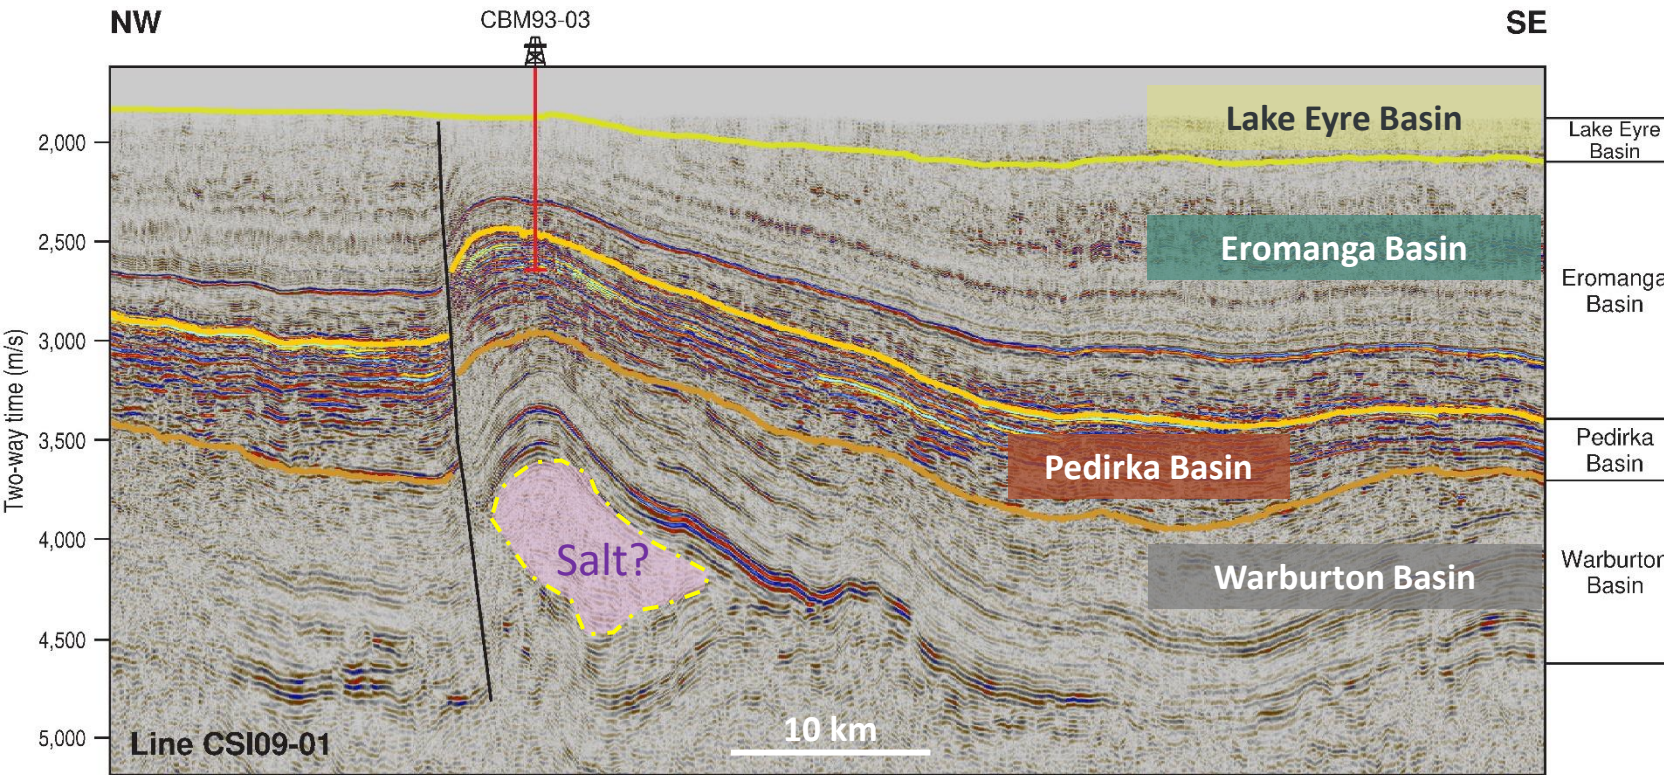 NW
CBM93-03
SE
Lake Eyre Basin
Lake Eyre
Basin
2,000
Eromanga Basin
2,500
Eromanga
Basin
3,000
Two-way time (m/s)
3,500
Pedirka Basin
Pedirka
Basin
4,000
Salt?
Warburton Basin
Warburton
Basin
4,500
10 km
5,000
Line CSI09-01